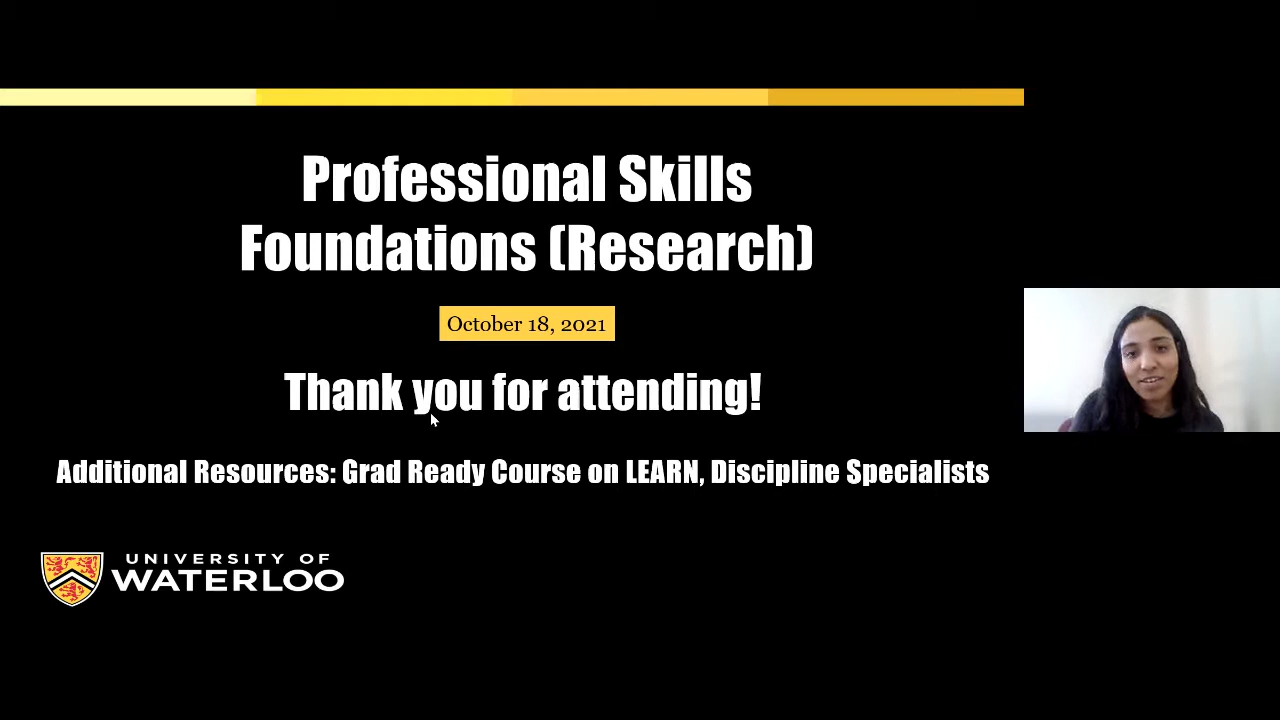 Professional Skills
Foundations (Research)
October 18, 2021
Thank you for attending!
Additional Resources: Grad Ready Course on LEARN, Discipline Specialists
UNIVERSITY OF
WATERLOO